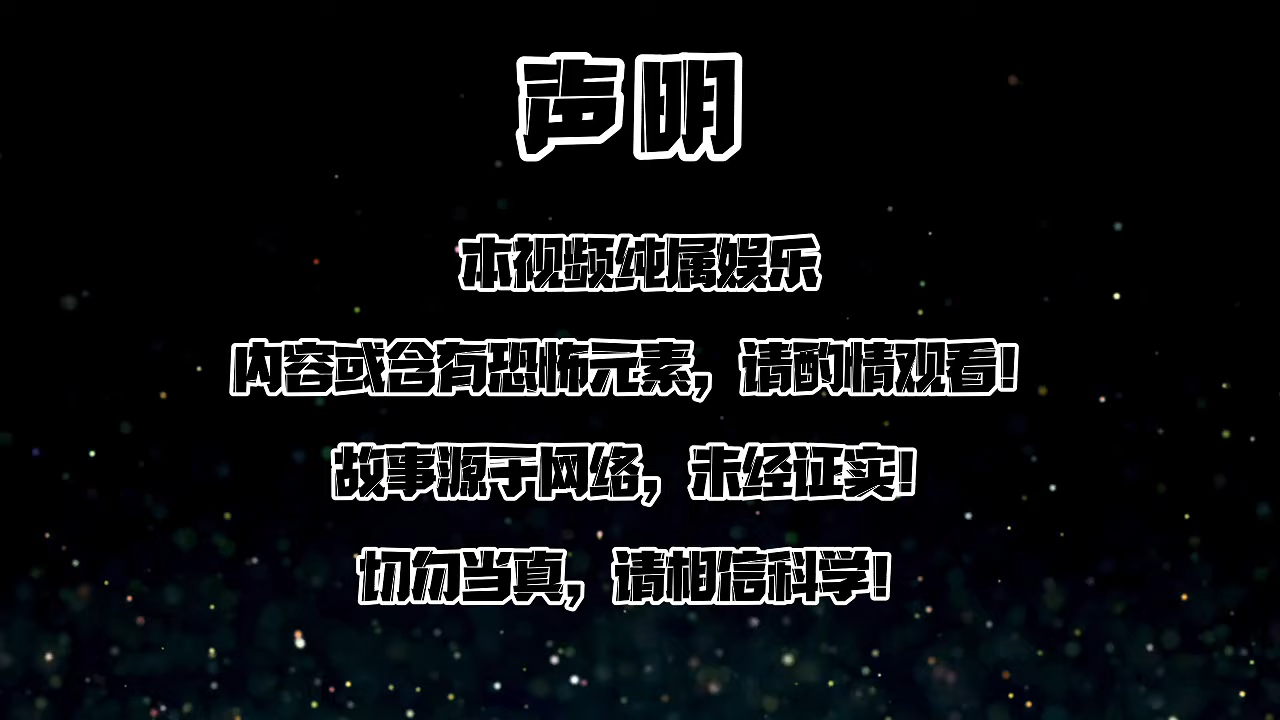 声明
本视频纯属娱乐
内容或含有恐怖元素，请酌情观看！
故事源于网络，未经证实！
切勿当真，请相信科学！